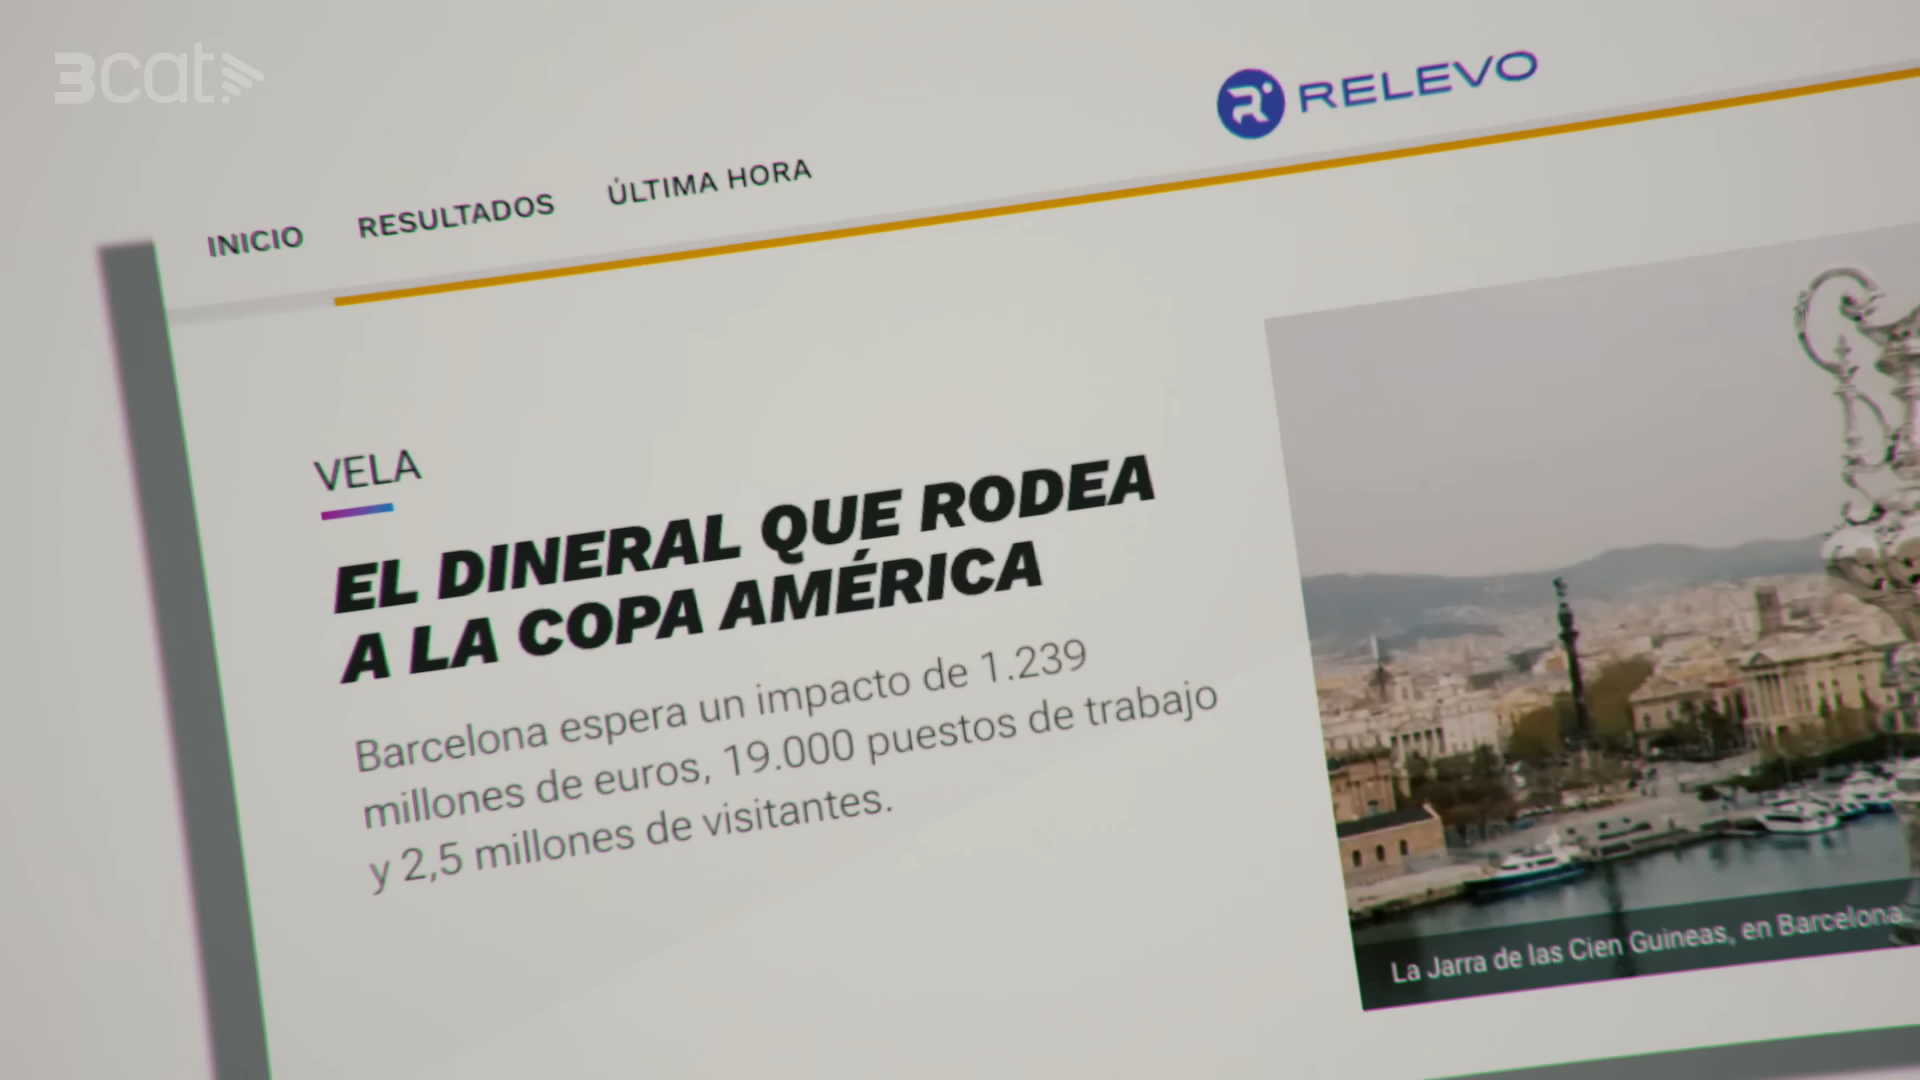 3cat
RELEVO
INICIO RESULTADOS ÚLTIMA HORA
VELA
EL DINERAL QUE RODEA
A LA COPA AMÉRICA
Barcelona espera un impacto de 1.239
millones de euros, 19.000 puestos de trabajo
y 2,5 millones de visitantes.
La Jarra de las Cien Guineas, en Barcelona.